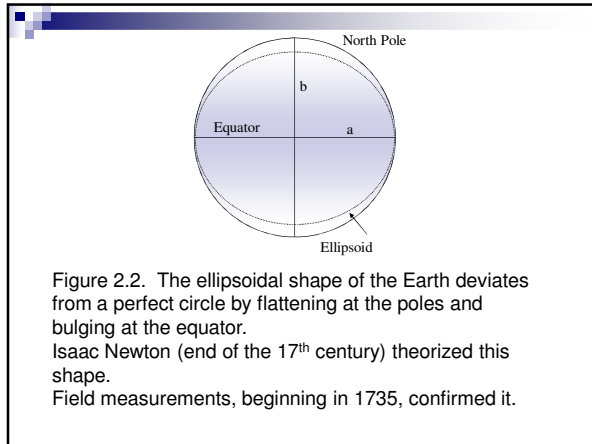 North Pole
b
Equator
a
Ellipsoid
Figure 2.2.  The ellipsoidal shape of the Earth deviates
from a perfect circle by flattening at the poles and
bulging at the equator.
Isaac Newton (end of the 17th century) theorized this
shape.
Field measurements, beginning in 1735, confirmed it.